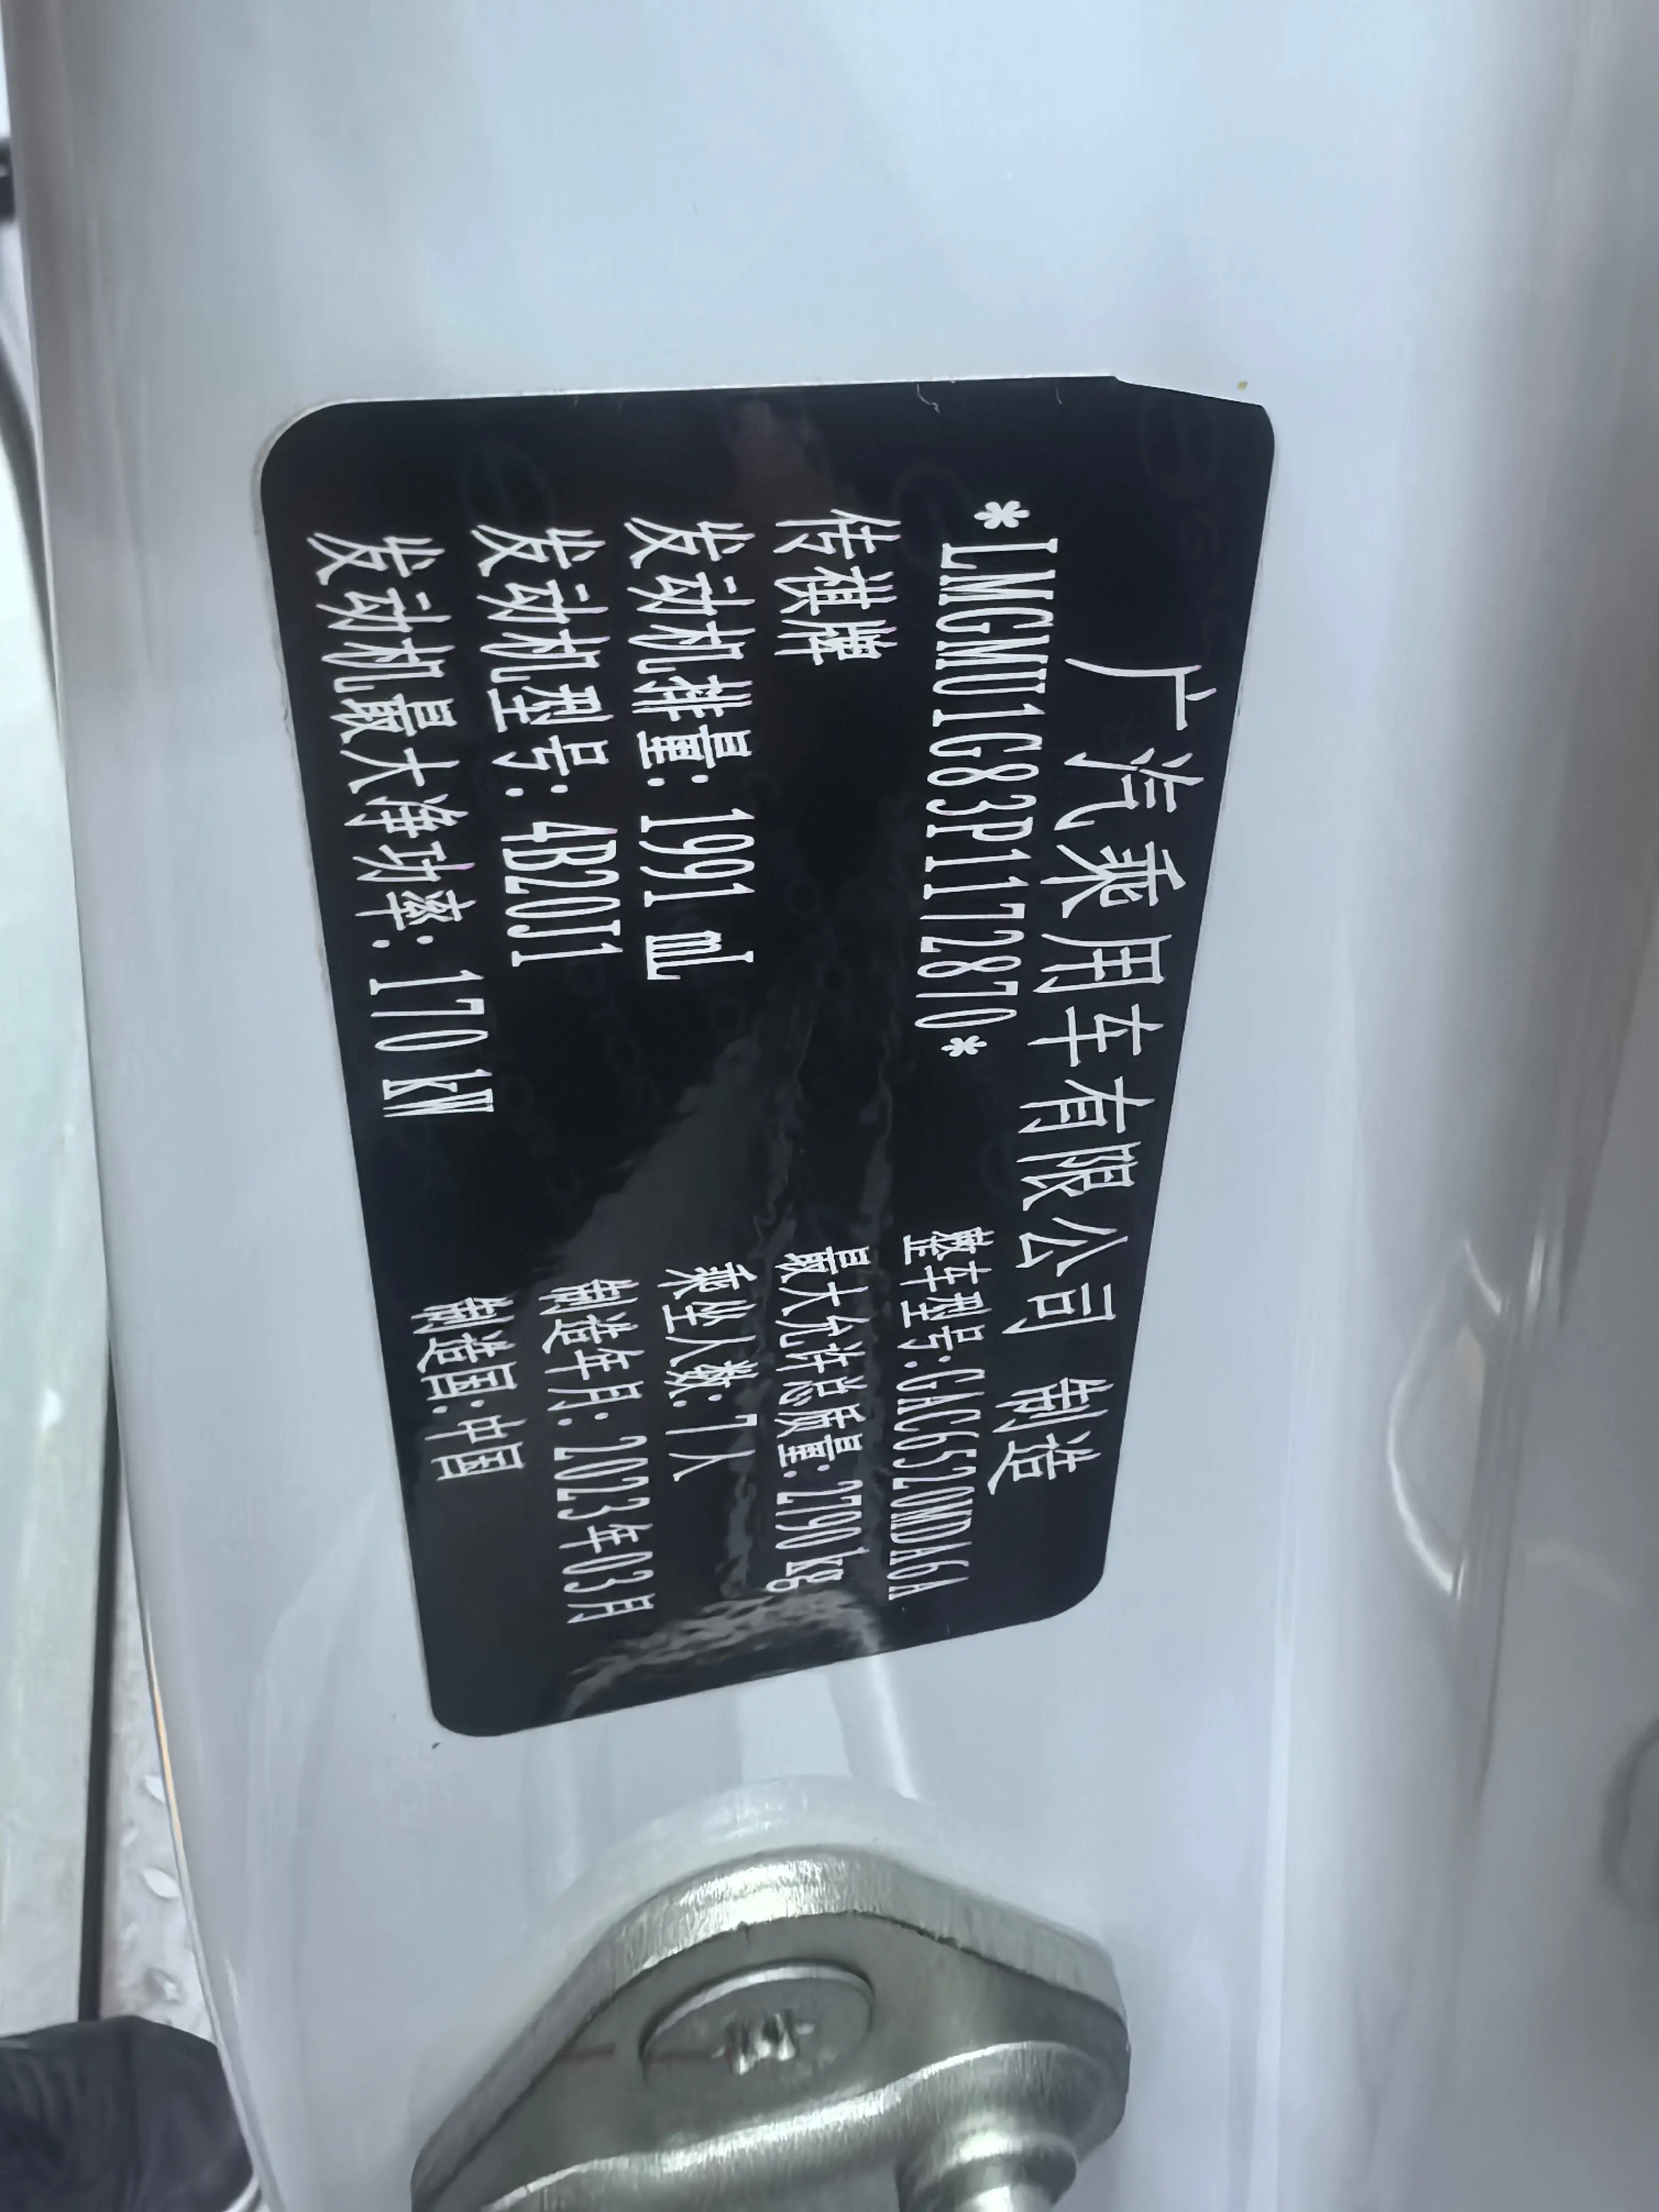 广汽乘用车有限公司 制造
*LMGMU1G83P1172870*
传祺牌
发动机排量: 1991 mL
发动机型号: 4B20J1
发动机最大净功率: 170 kW
整车型号:GAC6520MDA6A
最大允许总质量: 2790 kg
乘坐人数: 7人
制造年月: 2023年03月
制造国:中国